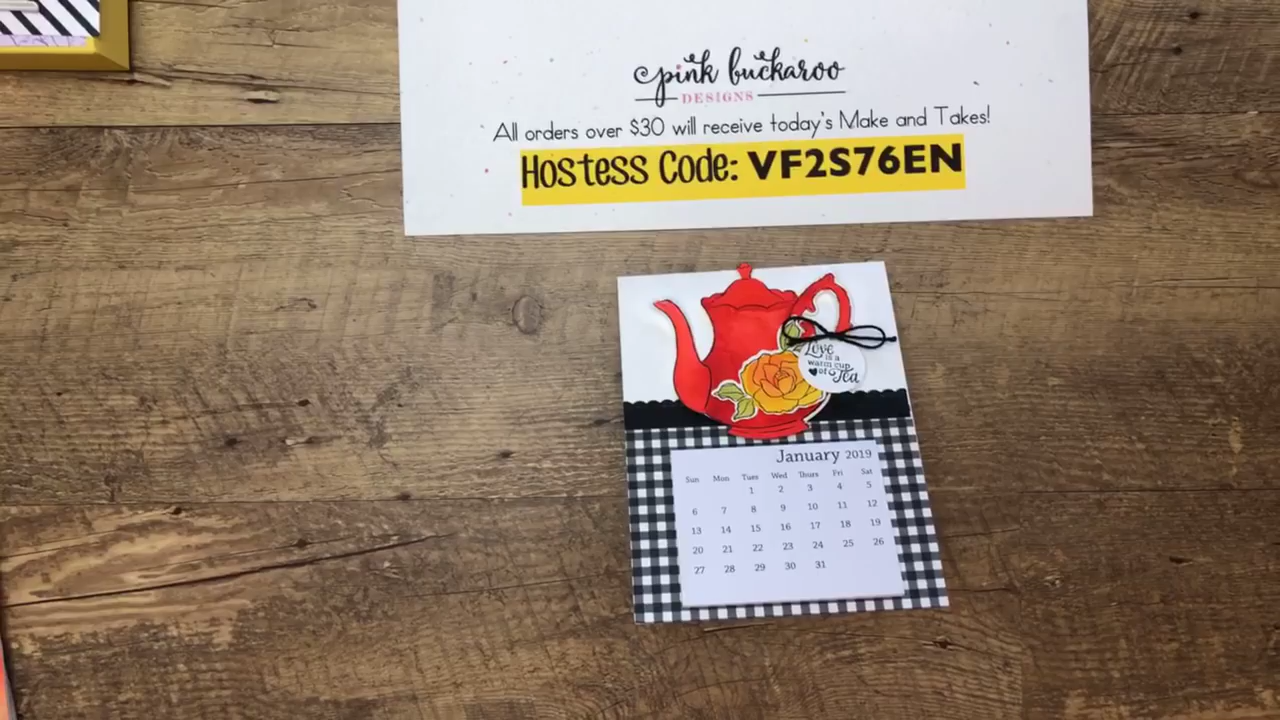 pink buckaroo
DESIGNS
All orders over $30 will receive today's Make and Takes!
Hostess Code: VF2S76EN
Love
is a
warm cup
of Tea
January 2019
Sun Mon Tues Wed Thurs Fri Sat
1 2 3 4 5
6 7 8 9 10 11 12
13 14 15 16 17 18 19
20 21 22 23 24 25 26
27 28 29 30 31